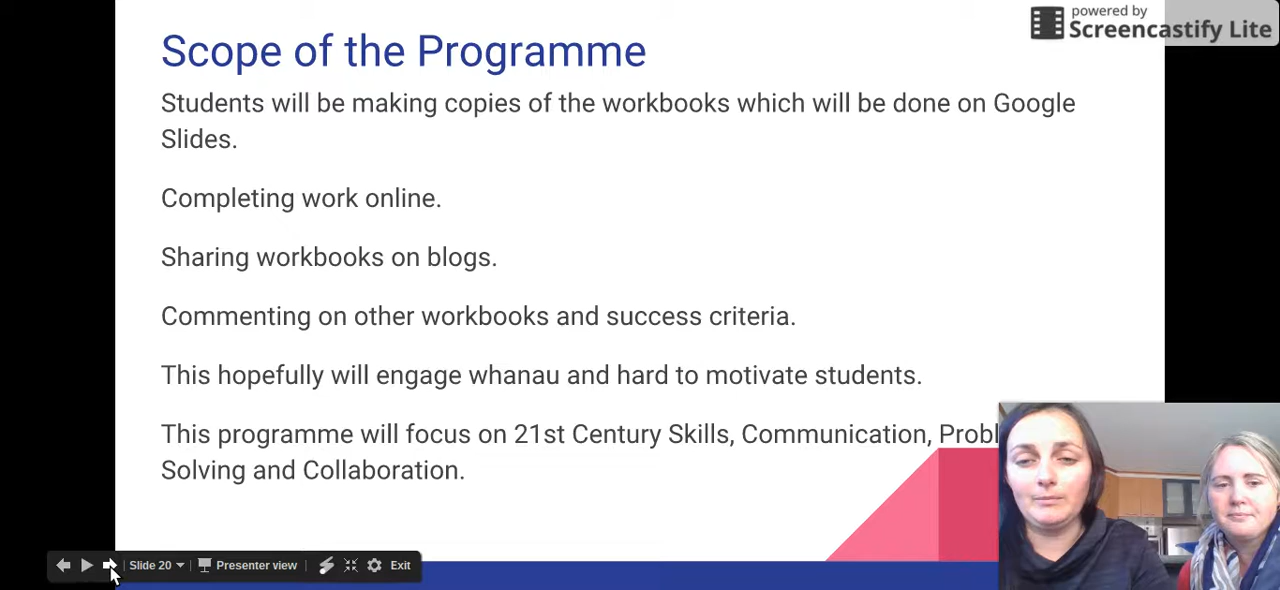 powered by
Screencastify Lite
Scope of the Programme
Students will be making copies of the workbooks which will be done on Google
Slides.
Completing work online.
Sharing workbooks on blogs.
Commenting on other workbooks and success criteria.
This hopefully will engage whanau and hard to motivate students.
This programme will focus on 21st Century Skills, Communication,
Solving and Collaboration.
Slide 20
Presenter view
Exit